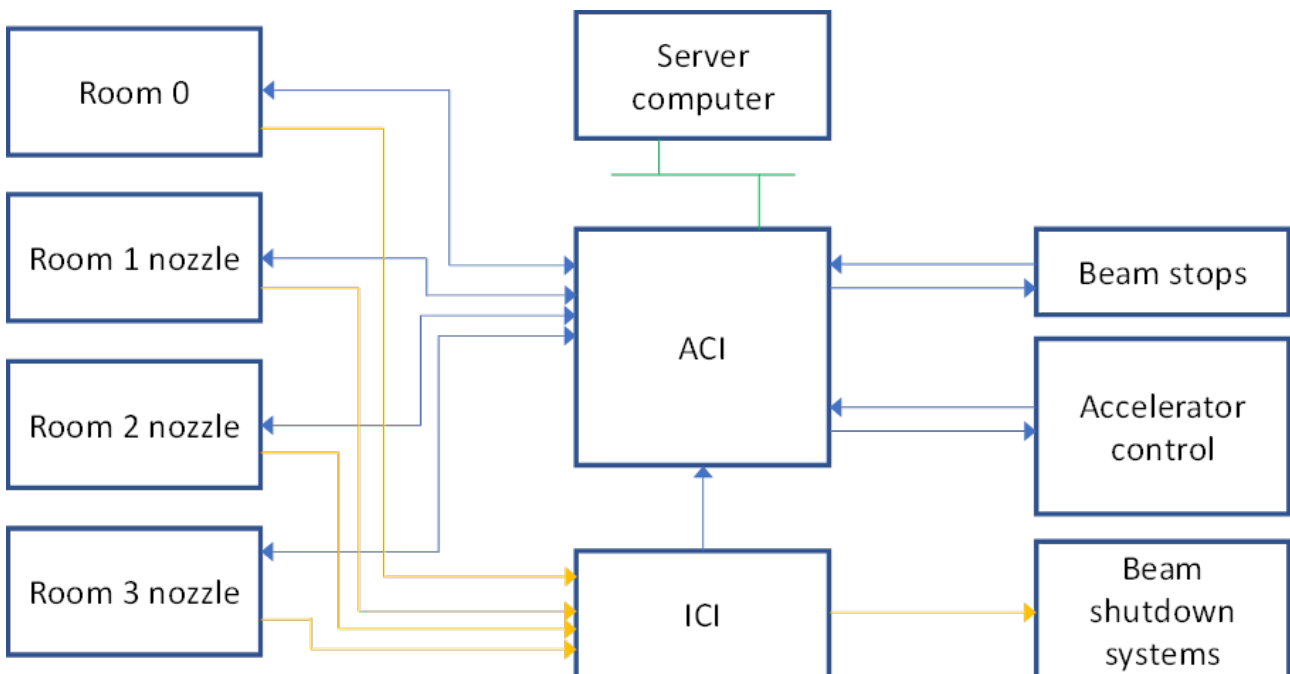 Room 0
Server
computer
Room 1 nozzle
ACI
Beam stops
Room 2 nozzle
Accelerator
control
Room 3 nozzle
ICI
Beam
shutdown
systems